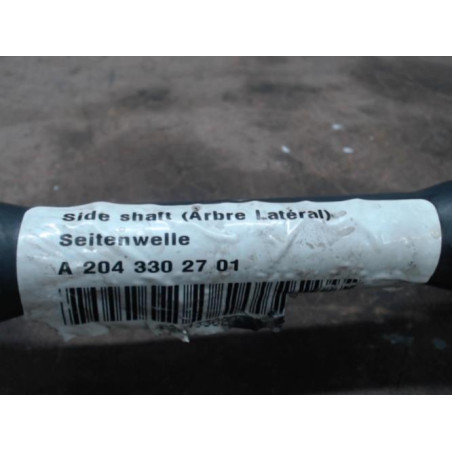 Side shaft (Arbre Latéral)
Seitenwelle
A 204 330 27 01